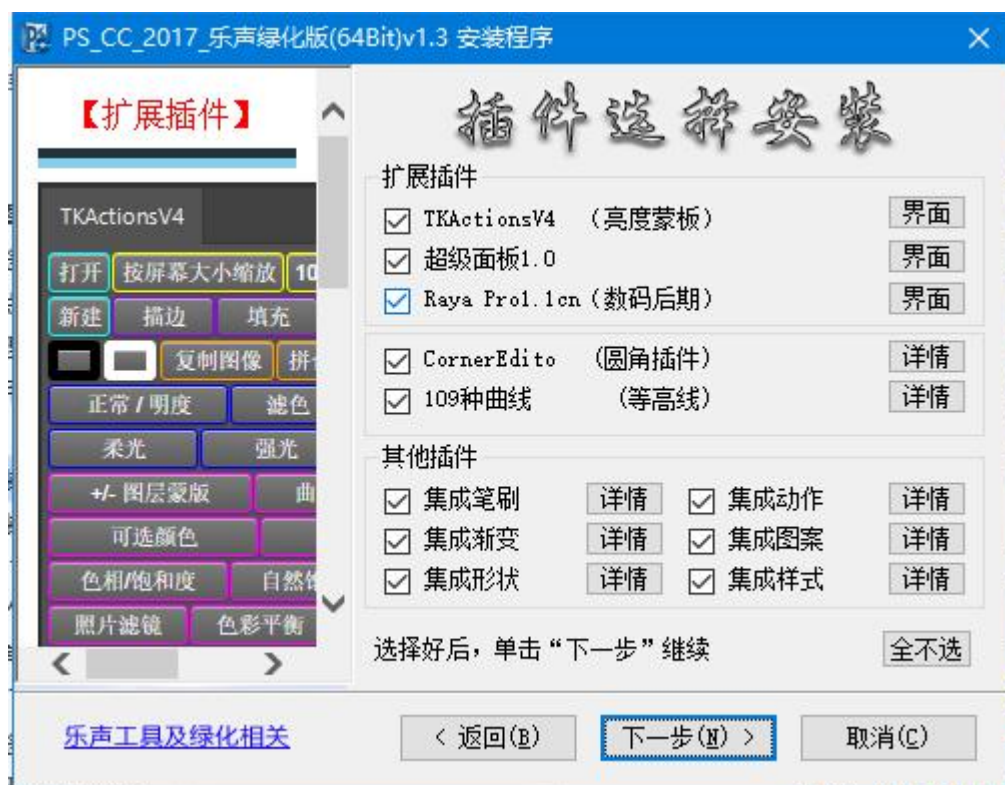 PS_CC_2017_乐声绿化版(64Bit)v1.3 安装程序
【扩展插件】
TKActionsV4
打开 按屏幕大小缩放 10
新建 描边 填充
复制图像 拼
正常 / 明度 滤色
柔光 强光
+/- 图层蒙版 曲
可选颜色
色相/饱和度 自然
照片滤镜 色彩平衡
插件选择安装
扩展插件
TKActionsV4 (亮度蒙板) 界面
超级面板1.0 界面
Raya Pro1.1cn (数码后期) 界面
CornerEdito (圆角插件) 详情
109种曲线 (等高线) 详情
其他插件
集成笔刷 详情 集成动作 详情
集成渐变 详情 集成图案 详情
集成形状 详情 集成样式 详情
选择好后，单击“下一步”继续 全不选
乐声工具及绿化相关 < 返回(B) 下一步(N) > 取消(C)